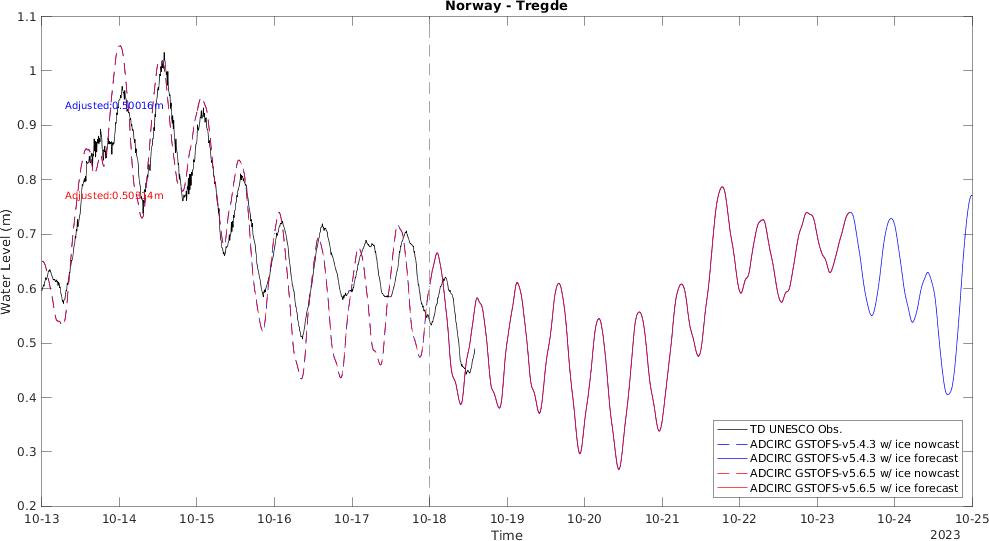 Norway - Tregde
1.1
1
0.9
0.8
0.7
0.6
0.5
0.4
0.3
0.2
Water Level (m)
Adjusted:0.50016m
TD UNESCO Obs.
ADCIRC GSTOFS-v5.4.3 w/ ice nowcast
ADCIRC GSTOFS-v5.4.3 w/ ice forecast
ADCIRC GSTOFS-v5.6.5 w/ ice nowcast
ADCIRC GSTOFS-v5.6.5 w/ ice forecast
10-13 10-14 10-15 10-16 10-17 10-18 10-19 10-20 10-21 10-22 10-23 10-24 10-25
Time
2023